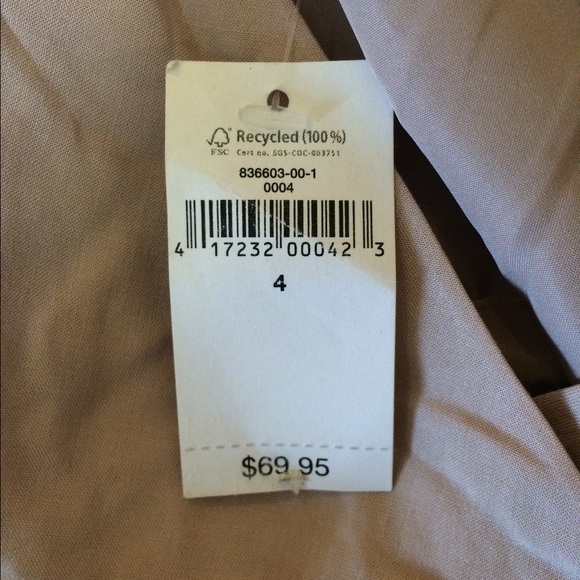 FSC® Recycled (100%)
Cert no. SGS-COC-003751
836603-00-1
0004
4 17232 00042 3
4
$69.95